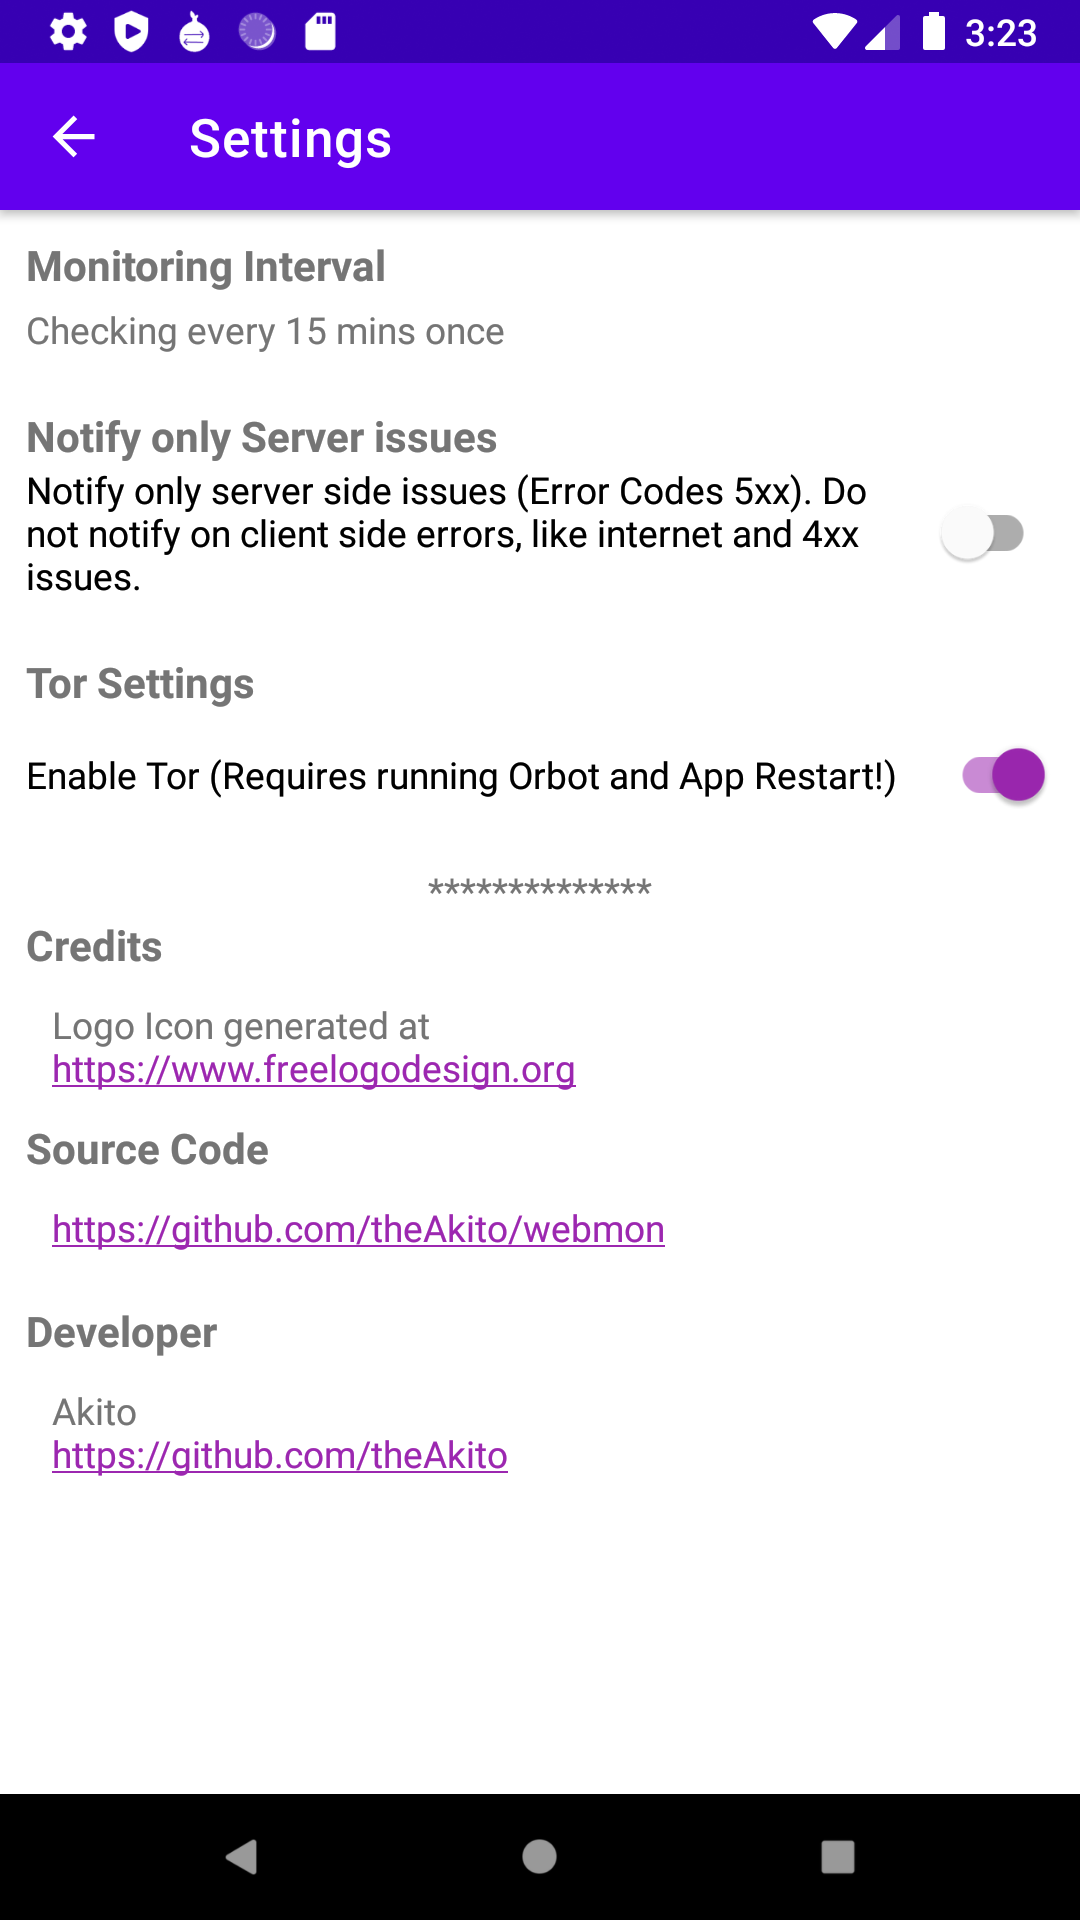 3:23
Settings
Monitoring Interval
Checking every 15 mins once
Notify only Server issues
Notify only server side issues (Error Codes 5xx). Do
not notify on client side errors, like internet and 4xx
issues.
Tor Settings
Enable Tor (Requires running Orbot and App Restart!)
**************
Credits
Logo Icon generated at
https://www.freelogodesign.org
Source Code
https://github.com/theAkito/webmon
Developer
Akito
https://github.com/theAkito